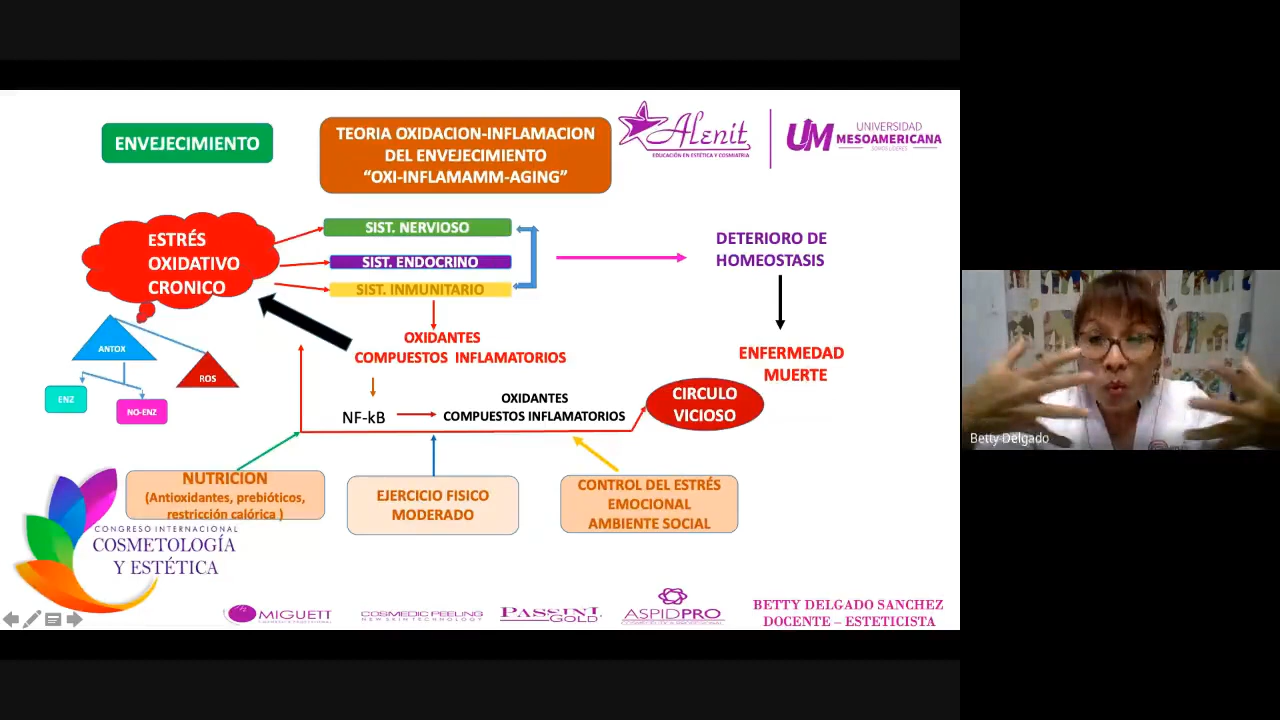 ENVEJECIMIENTO
TEORIA OXIDACION-INFLAMACION
DEL ENVEJECIMIENTO
“OXI-INFLAMAMM-AGING”
Alenit
EDUCACIÓN EN ESTÉTICA Y COSMIATRIA
UM
UNIVERSIDAD
MESOAMERICANA
SOMOS LIDERES
ESTRÉS
OXIDATIVO
CRONICO
SIST. NERVIOSO
SIST. ENDOCRINO
SIST. INMUNITARIO
DETERIORO DE
HOMEOSTASIS
OXIDANTES
COMPUESTOS INFLAMATORIOS
ENFERMEDAD
MUERTE
ANTOX
ROS
ENZ
NO-ENZ
NF-kB
OXIDANTES
COMPUESTOS INFLAMATORIOS
CIRCULO
VICIOSO
NUTRICION
(Antioxidantes, prebióticos,
restricción calórica )
EJERCICIO FISICO
MODERADO
CONTROL DEL ESTRÉS
EMOCIONAL
AMBIENTE SOCIAL
CONGRESO INTERNACIONAL
COSMETOLOGÍA
Y ESTÉTICA
MIGUETT
COSMEDIC PEELING
NEW SKIN TECHNOLOGY
PASSINI
GOLD
ASPIDPRO
BETTY DELGADO SANCHEZ
DOCENTE – ESTETICISTA
Betty Delgado